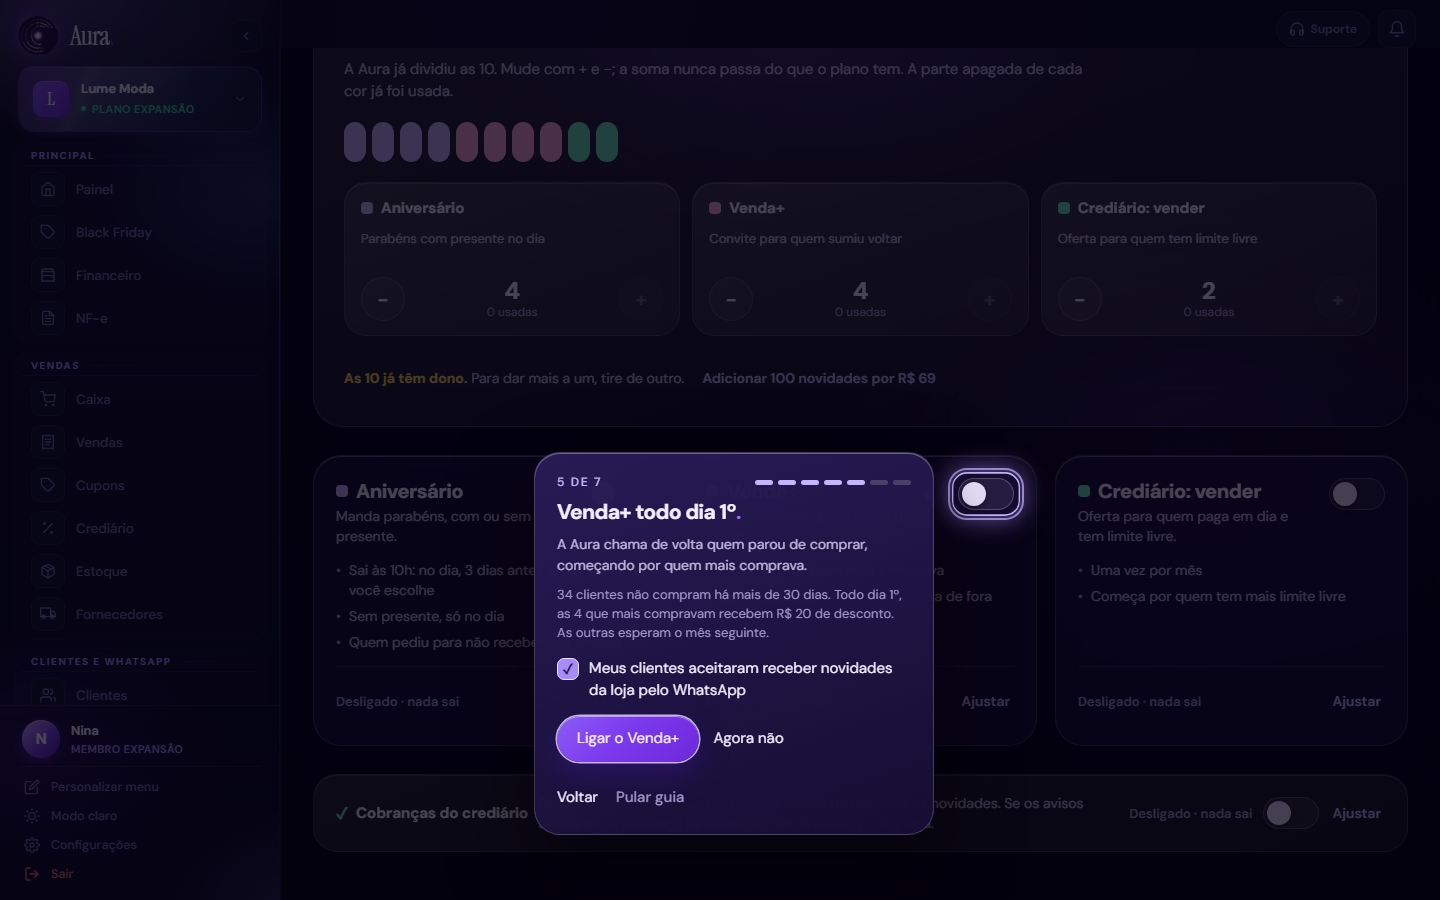 Aura.
Suporte
L
Lume Moda
PLANO EXPANSÃO
PRINCIPAL
Painel
Black Friday
Financeiro
NF-e
VENDAS
Caixa
Vendas
Cupons
Crediário
Estoque
Fornecedores
CLIENTES E WHATSAPP
Clientes
N
Nina
MEMBRO EXPANSÃO
Personalizar menu
Modo claro
Configurações
Sair
A Aura já dividiu as 10. Mude com + e −; a soma nunca passa do que o plano tem. A parte apagada de cada
cor já foi usada.
Aniversário
Parabéns com presente no dia
− 4 +
0 usadas
Venda+
Convite para quem sumiu voltar
− 4 +
0 usadas
Crediário: vender
Oferta para quem tem limite livre
− 2 +
0 usadas
As 10 já têm dono. Para dar mais a um, tire de outro. Adicionar 100 novidades por R$ 69
Aniversário
Manda parabéns, com ou sem
presente.
• Sai às 10h: no dia, 3 dias ante
você escolhe
• Sem presente, só no dia
• Quem pediu para não receb
Desligado · nada sai
5 DE 7
Venda+ todo dia 1º.
A Aura chama de volta quem parou de comprar,
começando por quem mais comprava.
34 clientes não compram há mais de 30 dias. Todo dia 1º,
as 4 que mais compravam recebem R$ 20 de desconto.
As outras esperam o mês seguinte.
Meus clientes aceitaram receber novidades
da loja pelo WhatsApp
Ligar o Venda+ Agora não
Voltar Pular guia
va
a de fora
Ajustar
Crediário: vender
Oferta para quem paga em dia e
tem limite livre.
• Uma vez por mês
• Começa por quem tem mais limite livre
Desligado · nada sai Ajustar
Cobranças do crediário
novidades. Se os avisos
Desligado · nada sai
Ajustar